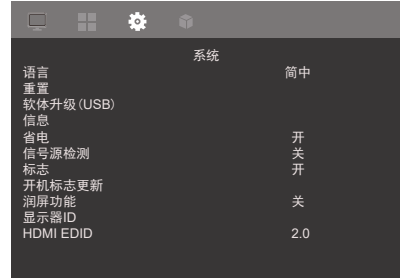 系统
语言 简中
重置
软体升级(USB)
信息
省电 开
信号源检测 关
标志 开
开机标志更新
润屏功能 关
显示器ID
HDMI EDID 2.0